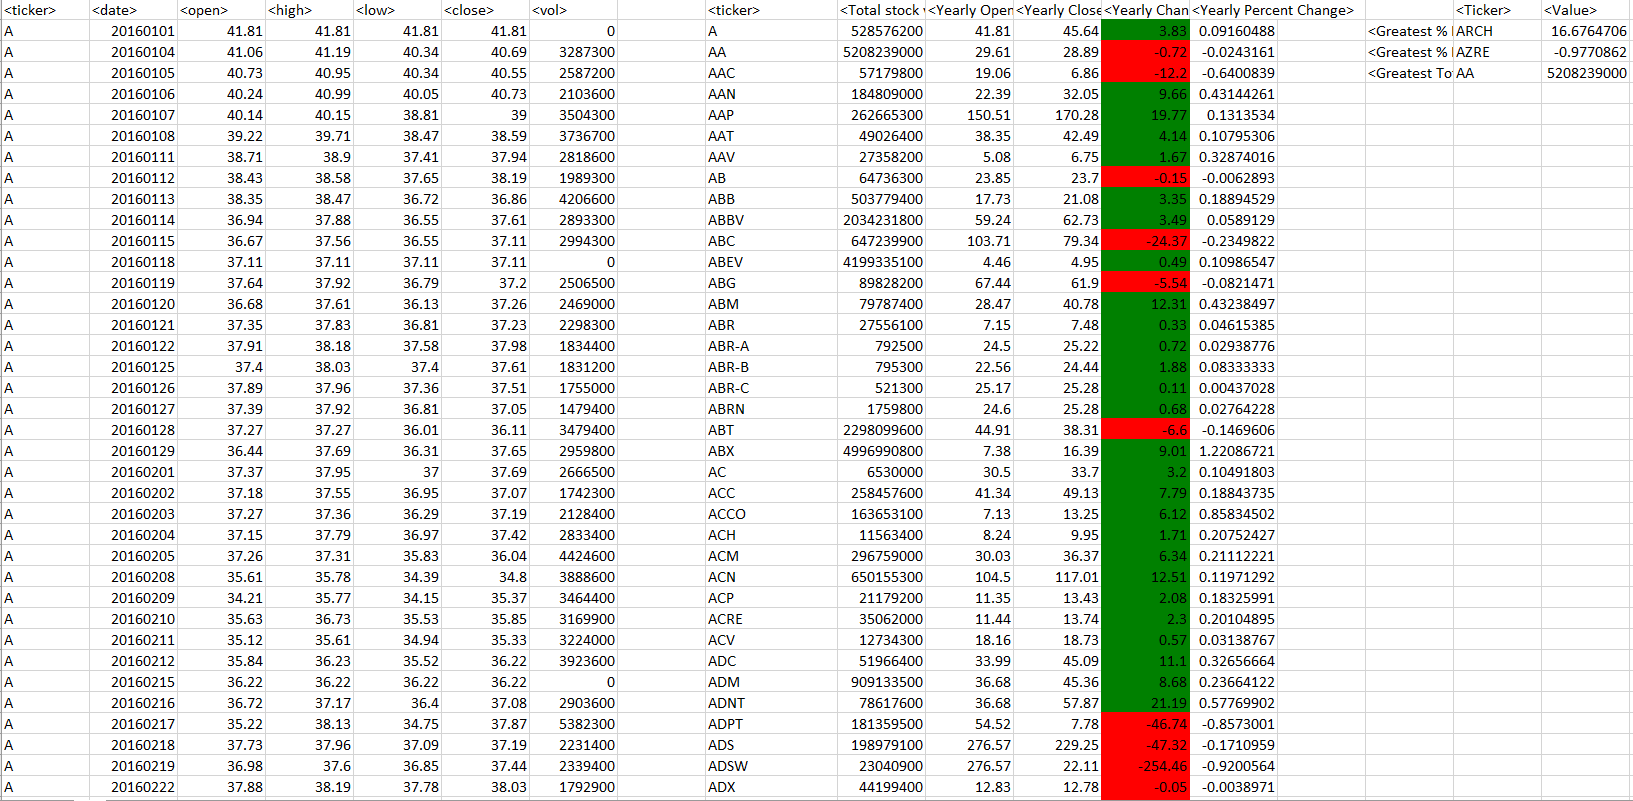 <ticker> <date> <open> <high> <low> <close> <vol> <ticker> <Total stock <Yearly Open <Yearly Close <Yearly Chan <Yearly Percent Change> <Ticker> <Value>
A 20160101 41.81 41.81 41.81 41.81 0 A 528576200 41.81 45.64 3.83 0.09160488 <Greatest % ARCH 16.6764706
A 20160104 41.06 41.19 40.34 40.69 3287300 AA 5208239000 29.61 28.89 -0.72 -0.0243161 <Greatest % AZRE -0.9770862
A 20160105 40.73 40.95 40.34 40.55 2587200 AAC 57179800 19.06 6.86 -12.2 -0.6400839 <Greatest To AA 5208239000
A 20160106 40.24 40.99 40.05 40.73 2103600 AAN 184809000 22.39 32.05 9.66 0.43144261
A 20160107 40.14 40.15 38.81 39 3504300 AAP 262665300 150.51 170.28 19.77 0.1313534
A 20160108 39.22 39.71 38.47 38.59 3736700 AAT 49026400 38.35 42.49 4.14 0.10795306
A 20160111 38.71 38.9 37.41 37.94 2818600 AAV 27358200 5.08 6.75 1.67 0.32874016
A 20160112 38.43 38.58 37.65 38.19 1989300 AB 64736300 23.85 23.7 -0.15 -0.0062893
A 20160113 38.35 38.47 36.72 36.86 4206600 ABB 503779400 17.73 21.08 3.35 0.18894529
A 20160114 36.94 37.88 36.55 37.61 2893300 ABBV 2034231800 59.24 62.73 3.49 0.0589129
A 20160115 36.67 37.56 36.55 37.11 2994300 ABC 647239900 103.71 79.34 -24.37 -0.2349822
A 20160118 37.11 37.11 37.11 37.11 0 ABEV 4199335100 4.46 4.95 0.49 0.10986547
A 20160119 37.64 37.92 36.79 37.2 2506500 ABG 89828200 67.44 61.9 -5.54 -0.0821471
A 20160120 36.68 37.61 36.13 37.26 2469000 ABM 79787400 28.47 40.78 12.31 0.43238497
A 20160121 37.35 37.83 36.81 37.23 2298300 ABR 27556100 7.15 7.48 0.33 0.04615385
A 20160122 37.91 38.18 37.58 37.98 1834400 ABR-A 792500 24.5 25.22 0.72 0.02938776
A 20160125 37.4 38.03 37.4 37.61 1831200 ABR-B 795300 22.56 24.44 1.88 0.08333333
A 20160126 37.89 37.96 37.36 37.51 1755000 ABR-C 521300 25.17 25.28 0.11 0.00437028
A 20160127 37.39 37.92 36.81 37.05 1479400 ABRN 1759800 24.6 25.28 0.68 0.02764228
A 20160128 37.27 37.27 36.01 36.11 3479400 ABT 2298099600 44.91 38.31 -6.6 -0.1469606
A 20160129 36.44 37.69 36.31 37.65 2959800 ABX 4996990800 7.38 16.39 9.01 1.22086721
A 20160201 37.37 37.95 37 37.69 2666500 AC 6530000 30.5 33.7 3.2 0.10491803
A 20160202 37.18 37.55 36.95 37.07 1742300 ACC 258457600 41.34 49.13 7.79 0.18843735
A 20160203 37.27 37.36 36.29 37.19 2128400 ACCO 163653100 7.13 13.25 6.12 0.85834502
A 20160204 37.15 37.79 36.97 37.42 2833400 ACH 11563400 8.24 9.95 1.71 0.20752427
A 20160205 37.26 37.31 35.83 36.04 4424600 ACM 296759000 30.03 36.37 6.34 0.21112221
A 20160208 35.61 35.78 34.39 34.8 3888600 ACN 650155300 104.5 117.01 12.51 0.11971292
A 20160209 34.21 35.77 34.15 35.37 3464400 ACP 21179200 11.35 13.43 2.08 0.18325991
A 20160210 35.63 36.73 35.53 35.85 3169900 ACRE 35062000 11.44 13.74 2.3 0.20104895
A 20160211 35.12 35.61 34.94 35.33 3224000 ACV 12734300 18.16 18.73 0.57 0.03138767
A 20160212 35.84 36.23 35.52 36.22 3923600 ADC 51966400 33.99 45.09 11.1 0.32656664
A 20160215 36.22 36.22 36.22 36.22 0 ADM 909133500 36.68 45.36 8.68 0.23664122
A 20160216 36.72 37.17 36.4 37.08 2903600 ADNT 78617600 36.68 57.87 21.19 0.57769902
A 20160217 35.22 38.13 34.75 37.87 5382300 ADPT 181359500 54.52 7.78 -46.74 -0.8573001
A 20160218 37.73 37.96 37.09 37.19 2231400 ADS 198979100 276.57 229.25 -47.32 -0.1710959
A 20160219 36.98 37.6 36.85 37.44 2339400 ADSW 23040900 276.57 22.11 -254.46 -0.9200564
A 20160222 37.88 38.19 37.78 38.03 1792900 ADX 44199400 12.83 12.78 -0.05 -0.0038971